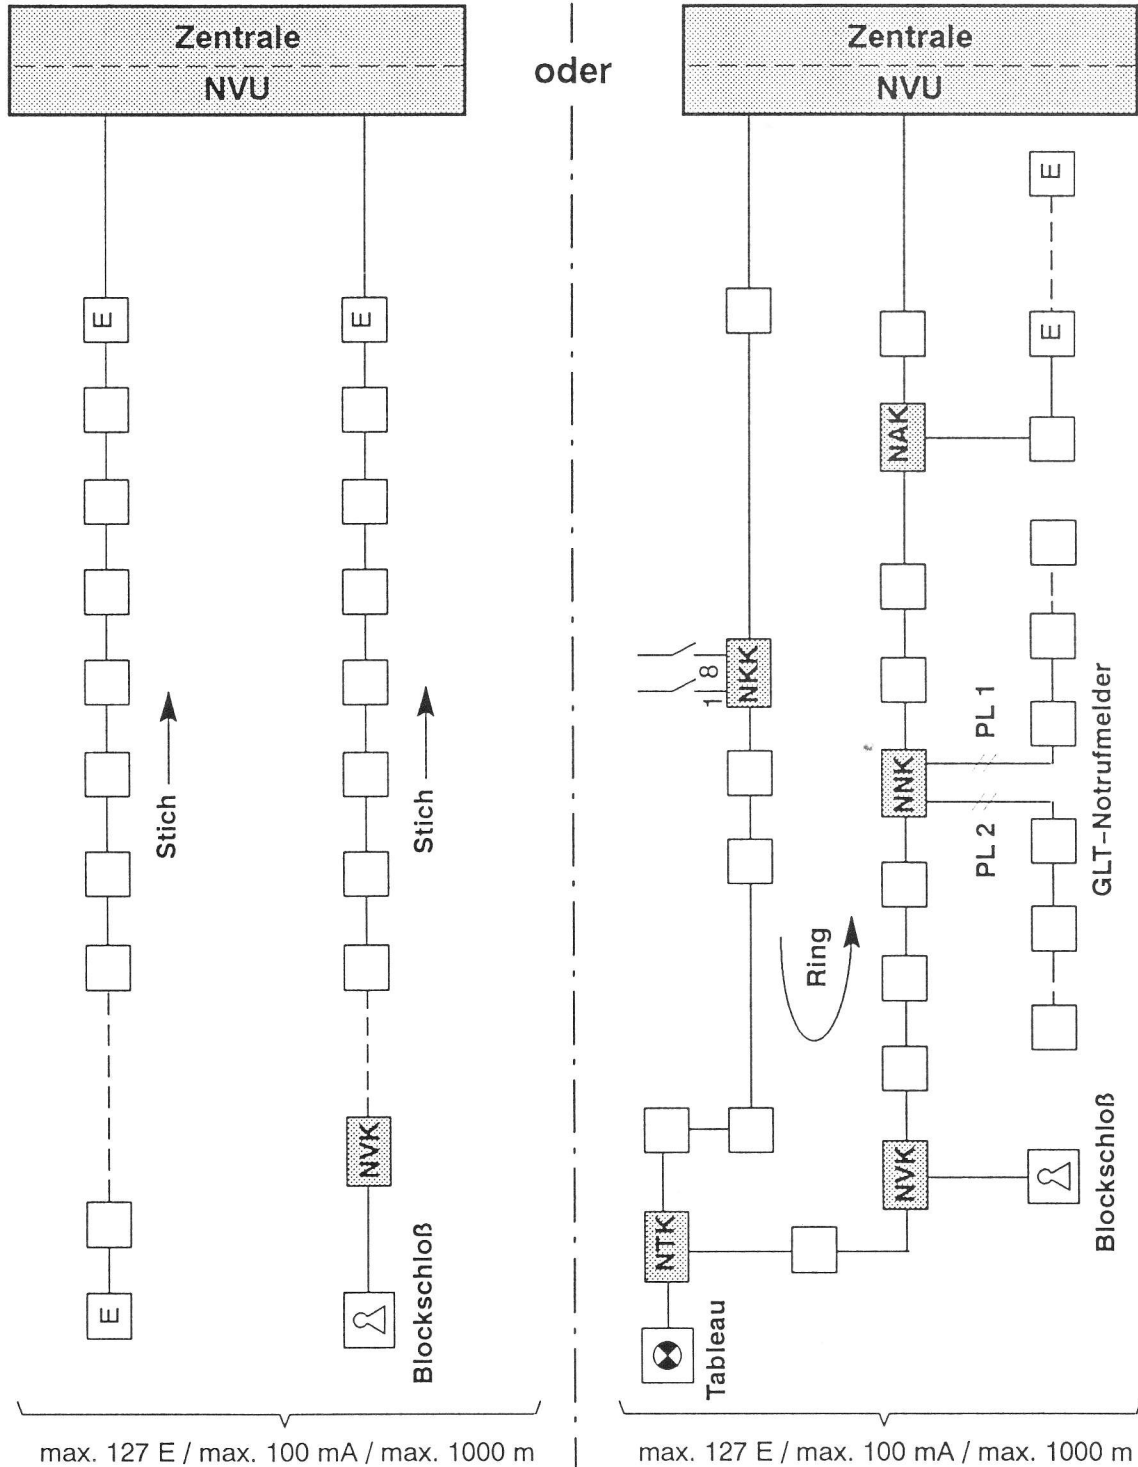 Zentrale
NVU
oder
Zentrale
NVU
E
E
E
E
NAK
NKK
1 8
NNK
PL 1
PL 2
GLT-Notrufmelder
Stich
Stich
Ring
NVK
NVK
NTK
E
Blockschloß
Blockschloß
Tableau
max. 127 E / max. 100 mA / max. 1000 m
max. 127 E / max. 100 mA / max. 1000 m